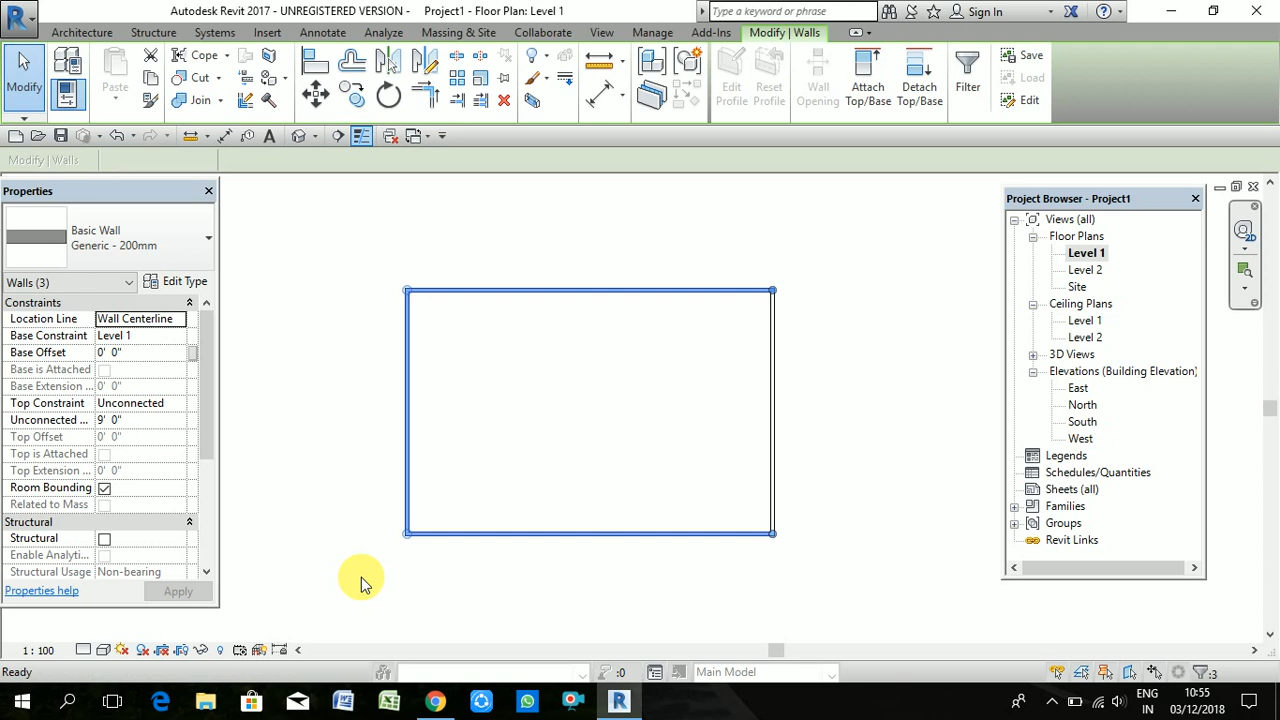 Autodesk Revit 2017 - UNREGISTERED VERSION - Project1 - Floor Plan: Level 1
Type a keyword or phrase
Sign In
Architecture Structure Systems Insert Annotate Analyze Massing & Site Collaborate View Manage Add-Ins Modify | Walls
Modify
Paste
Cope
Cut
Join
Edit Profile
Reset Profile
Wall Opening
Attach Top/Base
Detach Top/Base
Filter
Save
Load
Edit
Modify | Walls
Properties
Basic Wall
Generic - 200mm
Walls (3)
Edit Type
Constraints
Location Line Wall Centerline
Base Constraint Level 1
Base Offset 0' 0"
Base is Attached
Base Extension ... 0' 0"
Top Constraint Unconnected
Unconnected ... 9' 0"
Top Offset 0' 0"
Top is Attached
Top Extension ... 0' 0"
Room Bounding
Related to Mass
Structural
Structural
Enable Analyti...
Structural Usage Non-bearing
Properties help
Apply
Project Browser - Project1
Views (all)
Floor Plans
Level 1
Level 2
Site
Ceiling Plans
Level 1
Level 2
3D Views
Elevations (Building Elevation)
East
North
South
West
Legends
Schedules/Quantities
Sheets (all)
Families
Groups
Revit Links
2D
1 : 100
Ready
:0
Main Model
:3
ENG
IN
10:55
03/12/2018